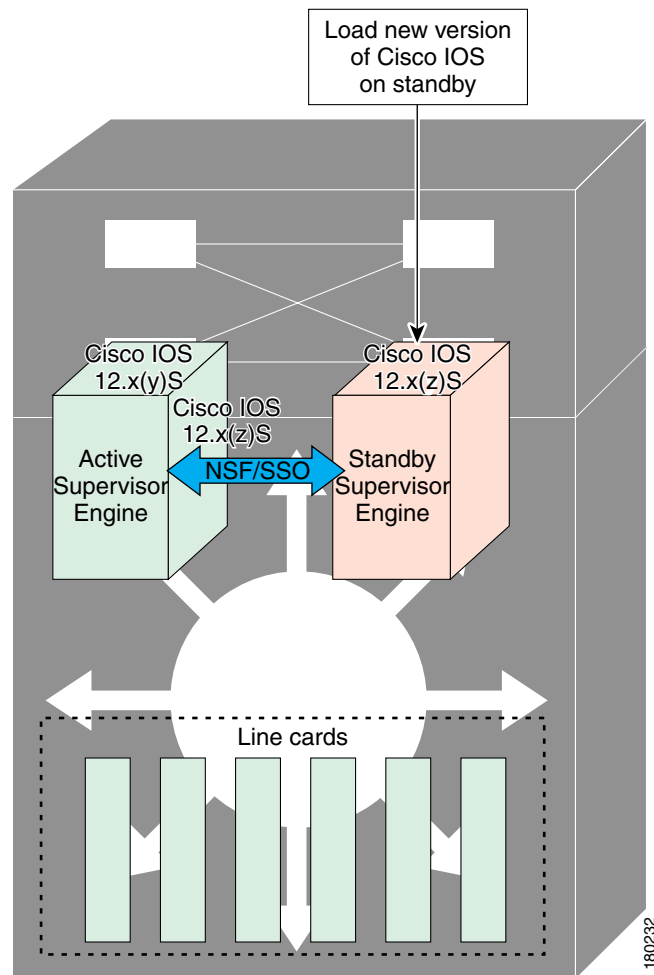 Load new version
of Cisco IOS
on standby
Cisco IOS
12.x(y)S
Cisco IOS
12.x(z)S
Cisco IOS
12.x(z)S
Active
Supervisor
Engine
NSF/SSO
Standby
Supervisor
Engine
Line cards
180232